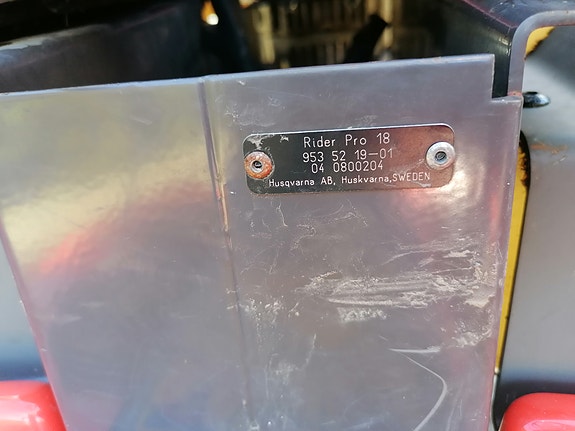 Rider Pro 18
953 52 19-01
04 0800204
Husqvarna AB, Huskvarna,SWEDEN